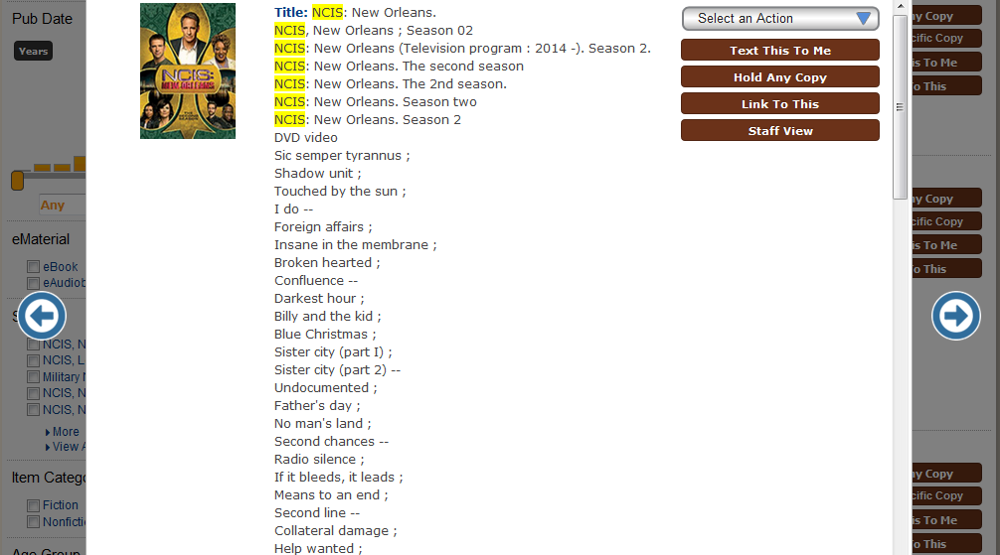 Pub Date
Years
Any
eMaterial
eBook
eAudiob
S
NCIS, N
NCIS, L
Military N
NCIS, N
NCIS, N
More
View A
Item Catego
Fiction
Nonfictio
Age Group
NCIS:
NEW ORLEANS
THE SECOND SEASON
Title: NCIS: New Orleans.
NCIS, New Orleans ; Season 02
NCIS: New Orleans (Television program : 2014 -). Season 2.
NCIS: New Orleans. The second season
NCIS: New Orleans. The 2nd season.
NCIS: New Orleans. Season two
NCIS: New Orleans. Season 2
DVD video
Sic semper tyrannus ;
Shadow unit ;
Touched by the sun ;
I do --
Foreign affairs ;
Insane in the membrane ;
Broken hearted ;
Confluence --
Darkest hour ;
Billy and the kid ;
Blue Christmas ;
Sister city (part I) ;
Sister city (part 2) --
Undocumented ;
Father's day ;
No man's land ;
Second chances --
Radio silence ;
If it bleeds, it leads ;
Means to an end ;
Second line --
Collateral damage ;
Help wanted ;
Select an Action
Text This To Me
Hold Any Copy
Link To This
Staff View
ny Copy
cific Copy
is To Me
o This
ny Copy
cific Copy
is To Me
o This
ny Copy
cific Copy
is To Me
o This